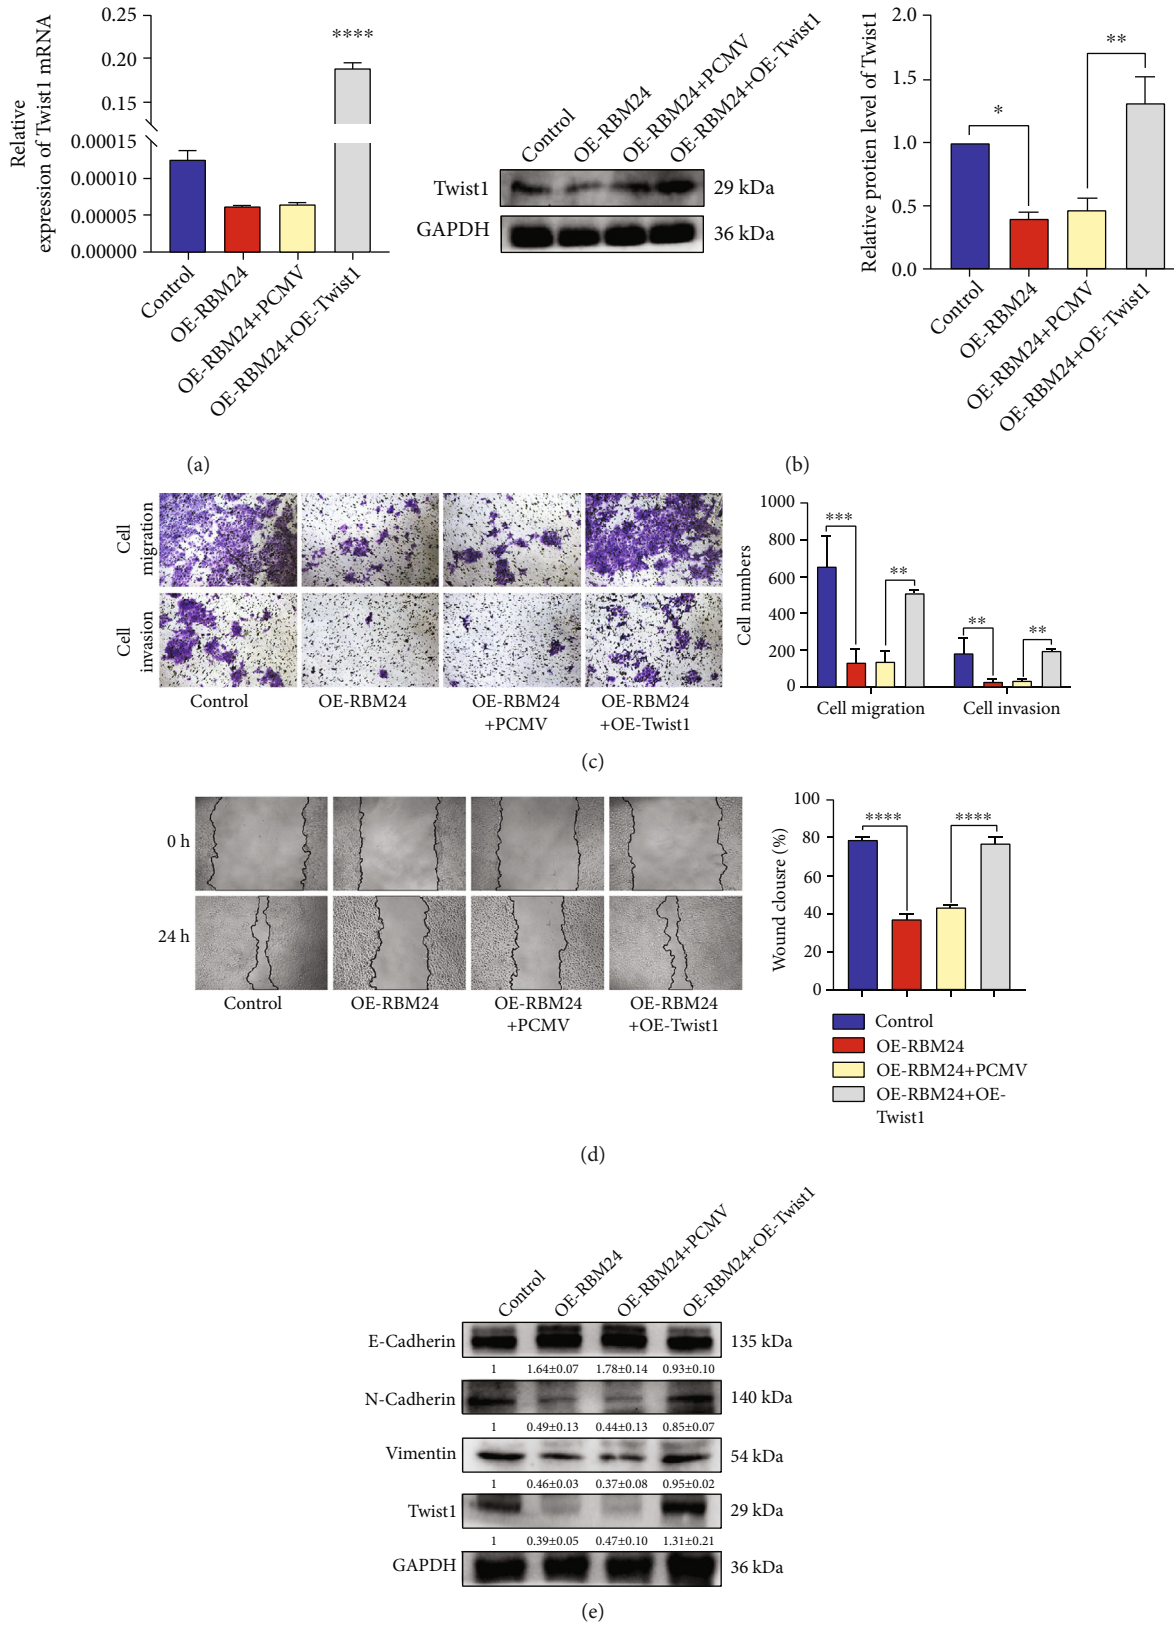 Relative
expression of Twist1 mRNA
0.25
0.20
0.15
0.00015
0.00010
0.00005
0.00000
****
Control
OE-RBM24
OE-RBM24+PCMV
OE-RBM24+OE-Twist1
(a)
Control
OE-RBM24
OE-RBM24+PCMV
OE-RBM24+OE-Twist1
Twist1
29 kDa
GAPDH
36 kDa
Relative protien level of Twist1
2.0
1.5
1.0
0.5
0.0
*
**
Control
OE-RBM24
OE-RBM24+PCMV
OE-RBM24+OE-Twist1
(b)
Cell
migration
Cell
invasion
Control
OE-RBM24
OE-RBM24
+PCMV
OE-RBM24
+OE-Twist1
Cell numbers
1000
800
600
400
200
0
***
**
**
**
Cell migration
Cell invasion
(c)
0 h
24 h
Control
OE-RBM24
OE-RBM24
+PCMV
OE-RBM24
+OE-Twist1
Wound clousre (%)
100
80
60
40
20
0
****
****
Control
OE-RBM24
OE-RBM24+PCMV
OE-RBM24+OE-
Twist1
(d)
Control
OE-RBM24
OE-RBM24+PCMV
OE-RBM24+OE-Twist1
E-Cadherin
135 kDa
1 1.64±0.07 1.78±0.14 0.93±0.10
N-Cadherin
140 kDa
1 0.49±0.13 0.44±0.13 0.85±0.07
Vimentin
54 kDa
1 0.46±0.03 0.37±0.08 0.95±0.02
Twist1
29 kDa
1 0.39±0.05 0.47±0.10 1.31±0.21
GAPDH
36 kDa
(e)